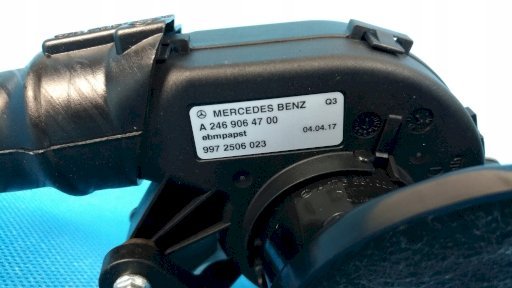 MERCEDES BENZ Q3
A 246 906 47 00
ebmpapst 04.04.17
997 2506 023